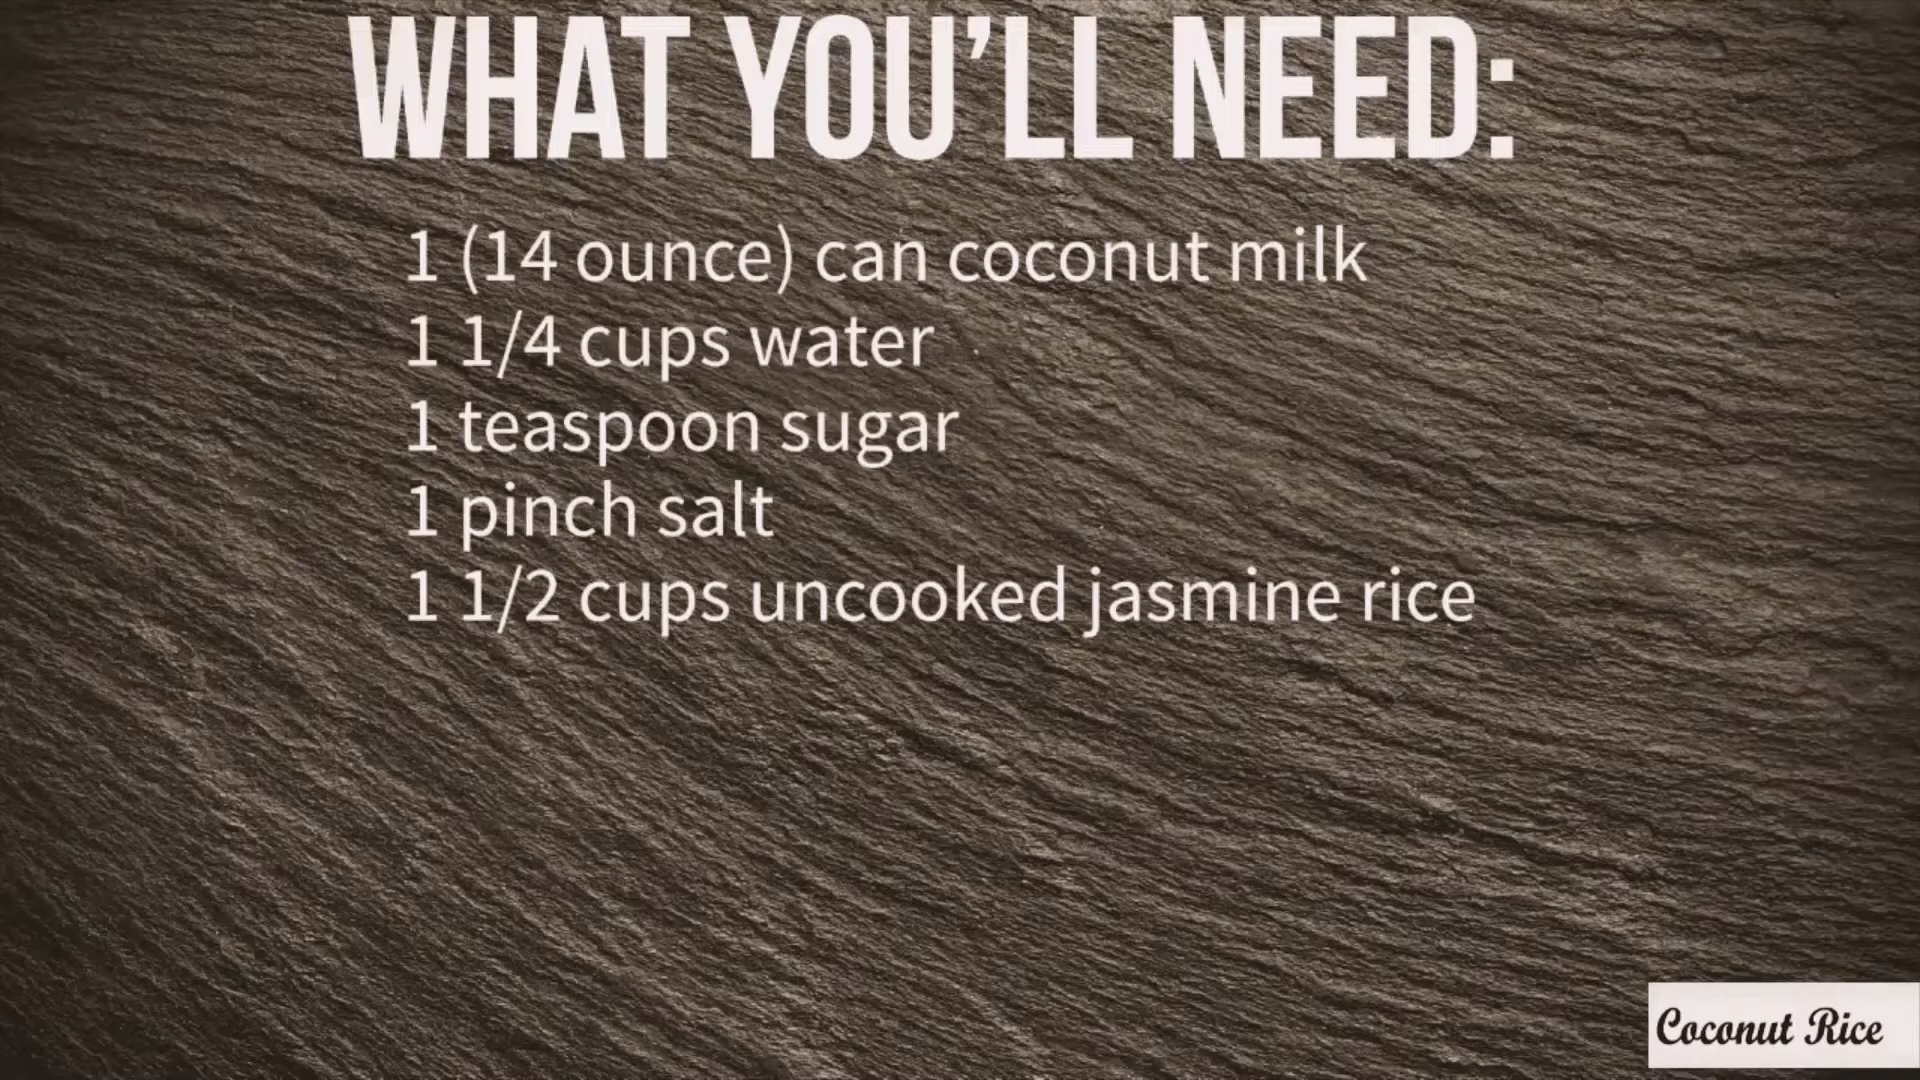 WHAT YOU’LL NEED:
1 (14 ounce) can coconut milk
1 1/4 cups water
1 teaspoon sugar
1 pinch salt
1 1/2 cups uncooked jasmine rice
Coconut Rice